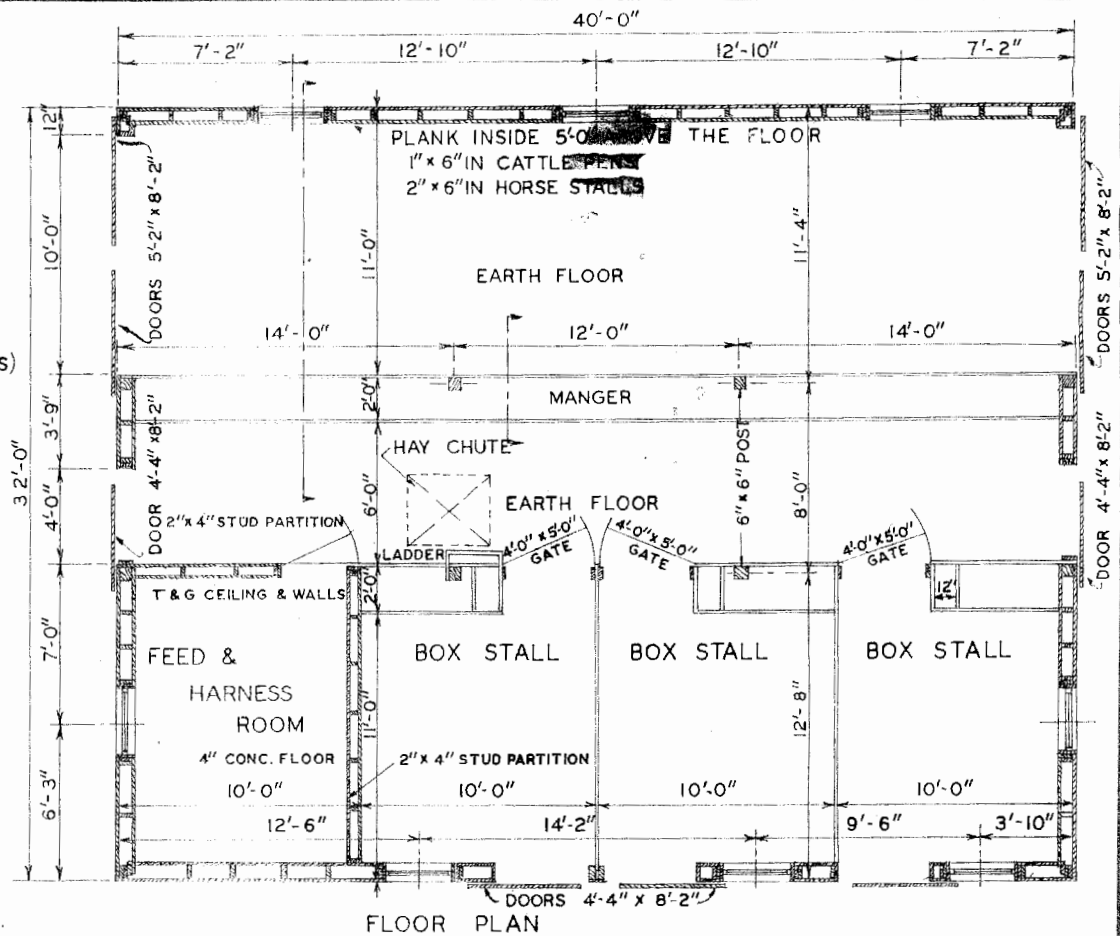 40'-0"
7'-2" 12'-10" 12'-10" 7'-2"
12"
PLANK INSIDE 5'-0" THE FLOOR
1" x 6" IN CATTLE PENS
2" x 6" IN HORSE STALLS
DOORS 5'-2" x 8'-2"
DOORS 5'-2" x 8'-2"
10'-0"
11'-0"
11'-4"
EARTH FLOOR
14'-0" 12'-0" 14'-0"
S)
32'-0"
3'-9"
2'-0"
MANGER
HAY CHUTE
DOOR 4'-4" x 8'-2"
DOOR 4'-4" x 8'-2"
4'-0"
6'-0"
6" x 6" POST
8'-0"
EARTH FLOOR
2" x 4" STUD PARTITION
LADDER
4'-0" x 5'-0"
GATE
4'-0" x 5'-0"
GATE
4'-0" x 5'-0"
GATE
T & G CEILING & WALLS
2'-0"
12"
7'-0"
FEED &
HARNESS
ROOM
BOX STALL
BOX STALL
BOX STALL
11'-0"
12'-8"
4" CONC. FLOOR
2" x 4" STUD PARTITION
6'-3"
10'-0" 10'-0" 10'-0" 10'-0"
12'-6" 14'-2" 9'-6" 3'-10"
DOORS 4'-4" x 8'-2"
FLOOR PLAN